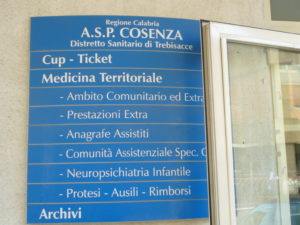 Regione Calabria
A.S.P. COSENZA
Distretto Sanitario di Trebisacce
Cup - Ticket
Medicina Territoriale
- Ambito Comunitario ed Extra
- Prestazioni Extra
- Anagrafe Assistiti
- Comunità Assistenziale Spec.
- Neuropsichiatria Infantile
- Protesi - Ausili - Rimborsi
Archivi